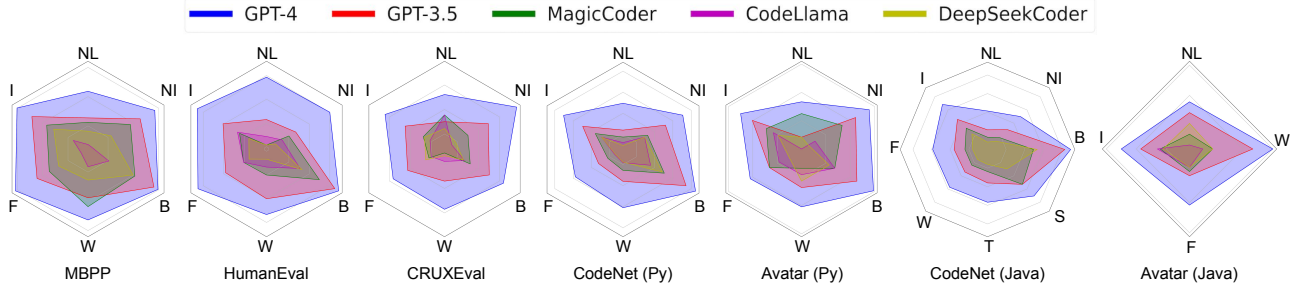 GPT-4 GPT-3.5 MagicCoder CodeLlama DeepSeekCoder
NL NL NL NL NL NL NL
I NI I NI I NI I NI I NI I NI
F B I W
F B F B F B F B F B
W S
W W W W W T F
MBPP HumanEval CRUXEval CodeNet (Py) Avatar (Py) CodeNet (Java) Avatar (Java)